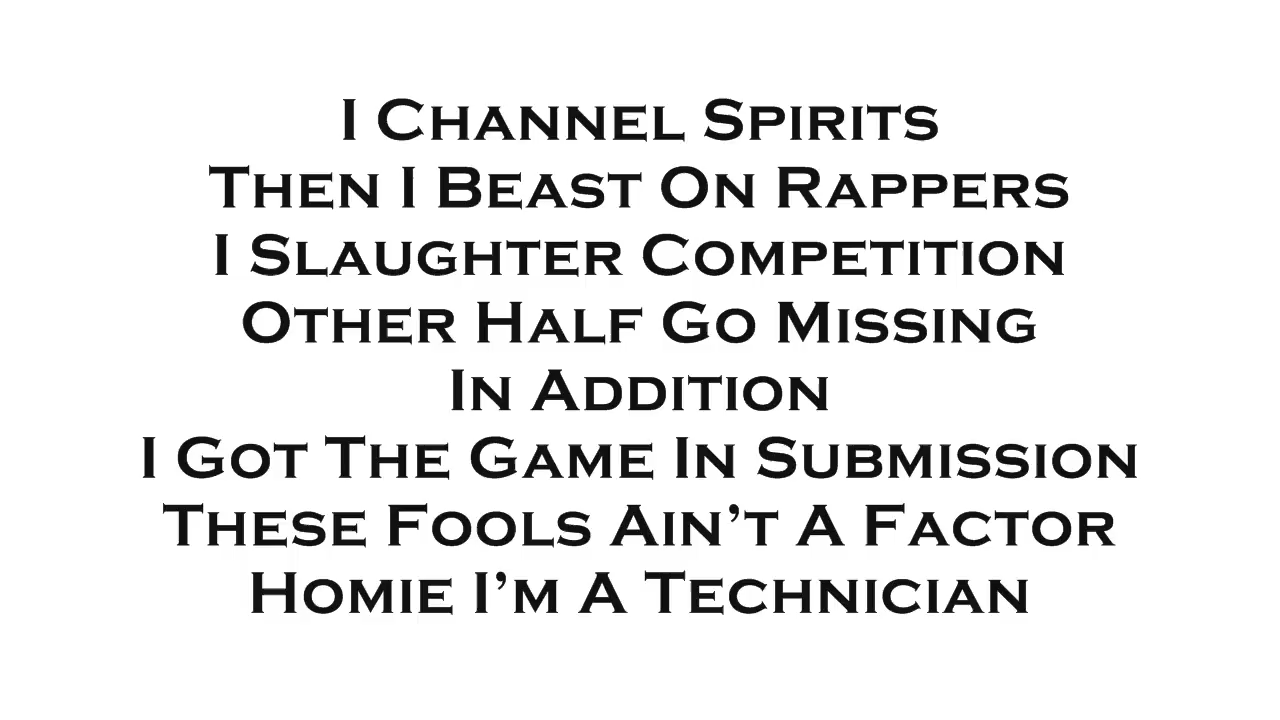 I Channel Spirits
Then I Beast On Rappers
I Slaughter Competition
Other Half Go Missing
In Addition
I Got The Game In Submission
These Fools Ain’t A Factor
Homie I’m A Technician